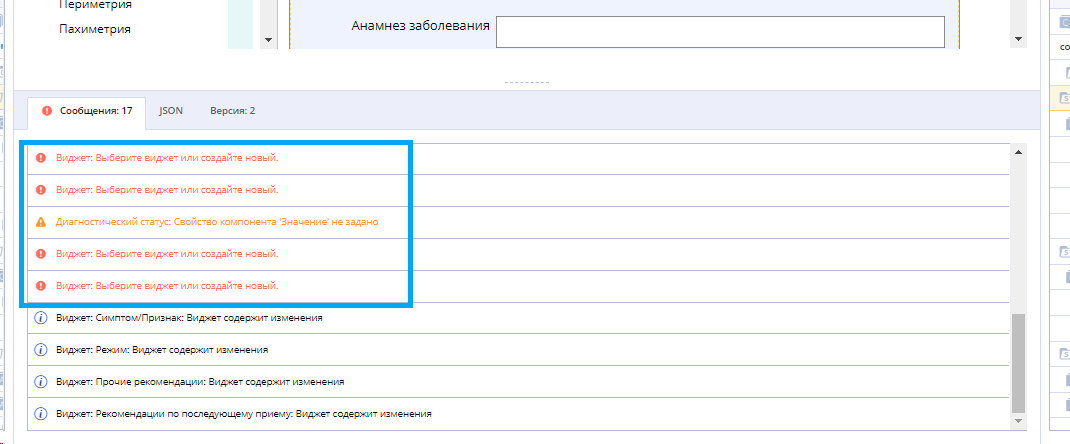 Периметрия
Пахиметрия
Анамнез заболевания
со
Сообщения: 17
JSON
Версия: 2
Виджет: Выберите виджет или создайте новый.
Виджет: Выберите виджет или создайте новый.
Диагностический статус: Свойство компонента 'Значение' не задано
Виджет: Выберите виджет или создайте новый.
Виджет: Выберите виджет или создайте новый.
Виджет: Симптом/Признак: Виджет содержит изменения
Виджет: Режим: Виджет содержит изменения
Виджет: Прочие рекомендации: Виджет содержит изменения
Виджет: Рекомендации по последующему приему: Виджет содержит изменения